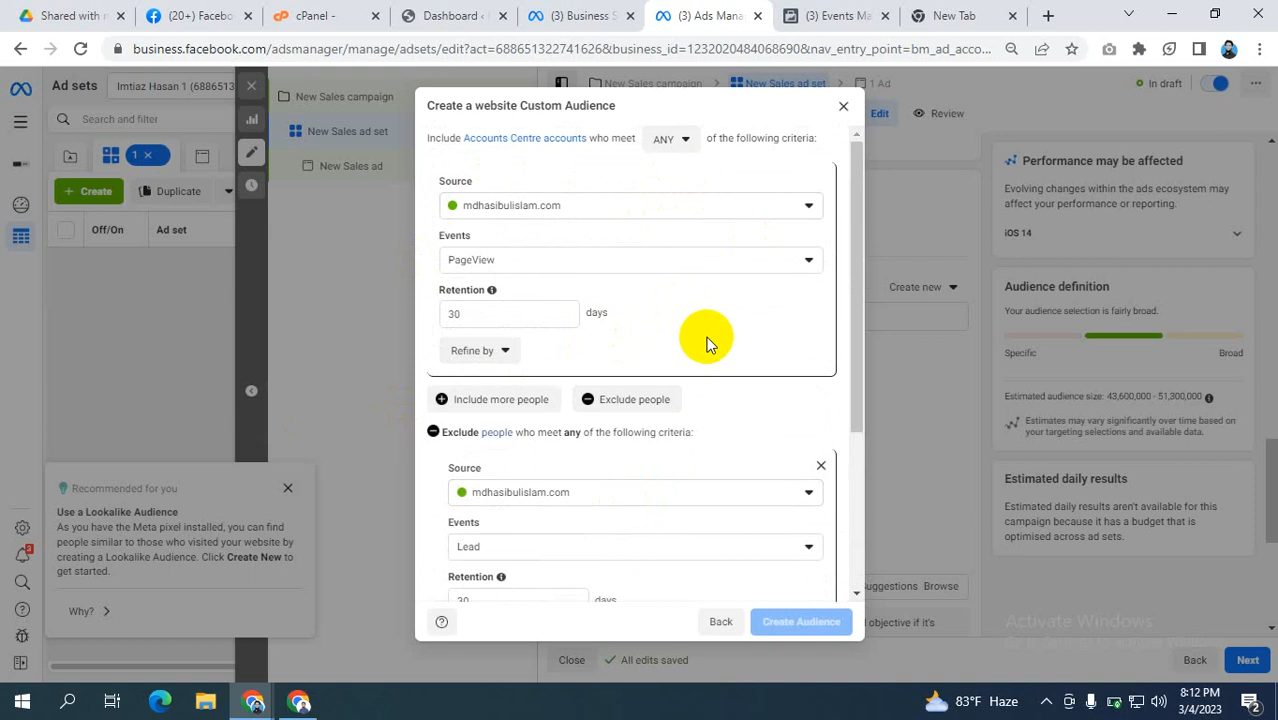 Shared with m
(20+) Facebo
cPanel -
Dashboard ‹
(3) Business S
(3) Ads Mana
(3) Events M
New Tab
business.facebook.com/adsmanager/manage/adsets/edit?act=688651322741626&business_id=1232020484068690&nav_entry_point=bm_ad_acco...
Ad sets
Imtiaz Hasan 1 (6886513
Search and filter
1
Create
Duplicate
Off/On
Ad set
New Sales campaign
New Sales ad set
New Sales ad
New Sales campaign
New Sales ad set
1 Ad
In draft
Edit
Review
Create a website Custom Audience
Include Accounts Centre accounts who meet ANY of the following criteria:
Source
mdhasibulislam.com
Events
PageView
Retention
30
days
Refine by
Include more people
Exclude people
Exclude people who meet any of the following criteria:
Source
mdhasibulislam.com
Events
Lead
Retention
30
days
Back
Create Audience
Create new
Performance may be affected
Evolving changes within the ads ecosystem may
affect your performance or reporting.
iOS 14
Audience definition
Your audience selection is fairly broad.
Specific
Broad
Estimated audience size: 43,600,000 - 51,300,000
Estimates may vary significantly over time based on
your targeting selections and available data.
Estimated daily results
Estimated daily results aren't available for this
campaign because it has a budget that is
optimised across ad sets.
Recommended for you
Use a Lookalike Audience
As you have the Meta pixel installed, you can find
people similar to those who visited your website by
creating a Lookalike Audience. Click Create New to
get started.
Why?
uggestions
Browse
d objective if it's
Activate Windows
Close
All edits saved
Back
Next
83°F Haze
8:12 PM
3/4/2023
2